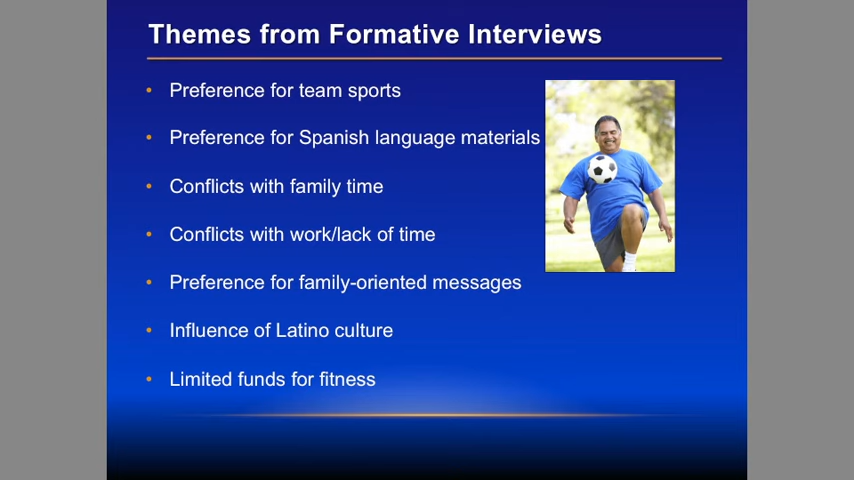 Themes from Formative Interviews
• Preference for team sports
• Preference for Spanish language materials
• Conflicts with family time
• Conflicts with work/lack of time
• Preference for family-oriented messages
• Influence of Latino culture
• Limited funds for fitness